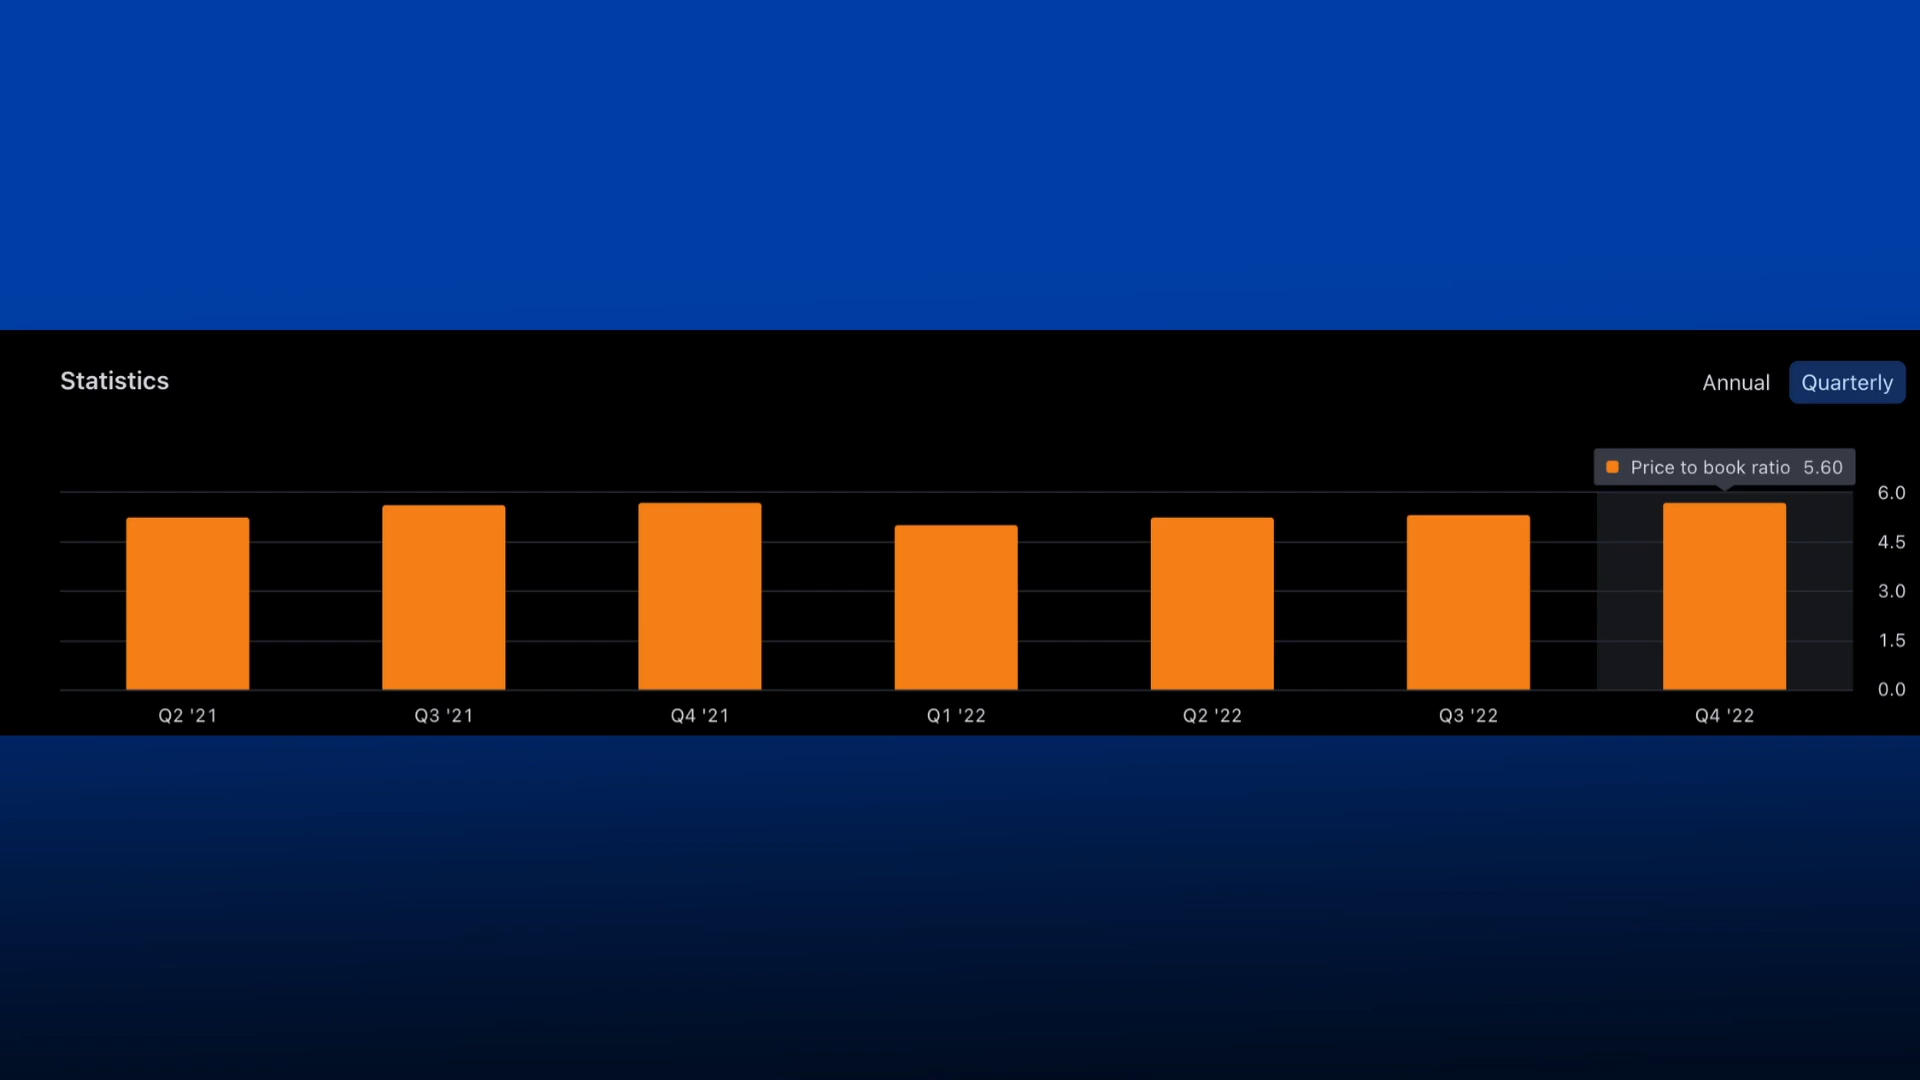 Statistics
Annual Quarterly
Price to book ratio 5.60
6.0
4.5
3.0
1.5
0.0
Q2 '21 Q3 '21 Q4 '21 Q1 '22 Q2 '22 Q3 '22 Q4 '22